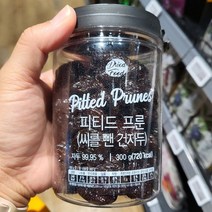 Dried Foods
Pitted Prunes
피티드 프룬
(씨를 뺀 건자두)
자두 99.95 % 300 g(720 kcal)